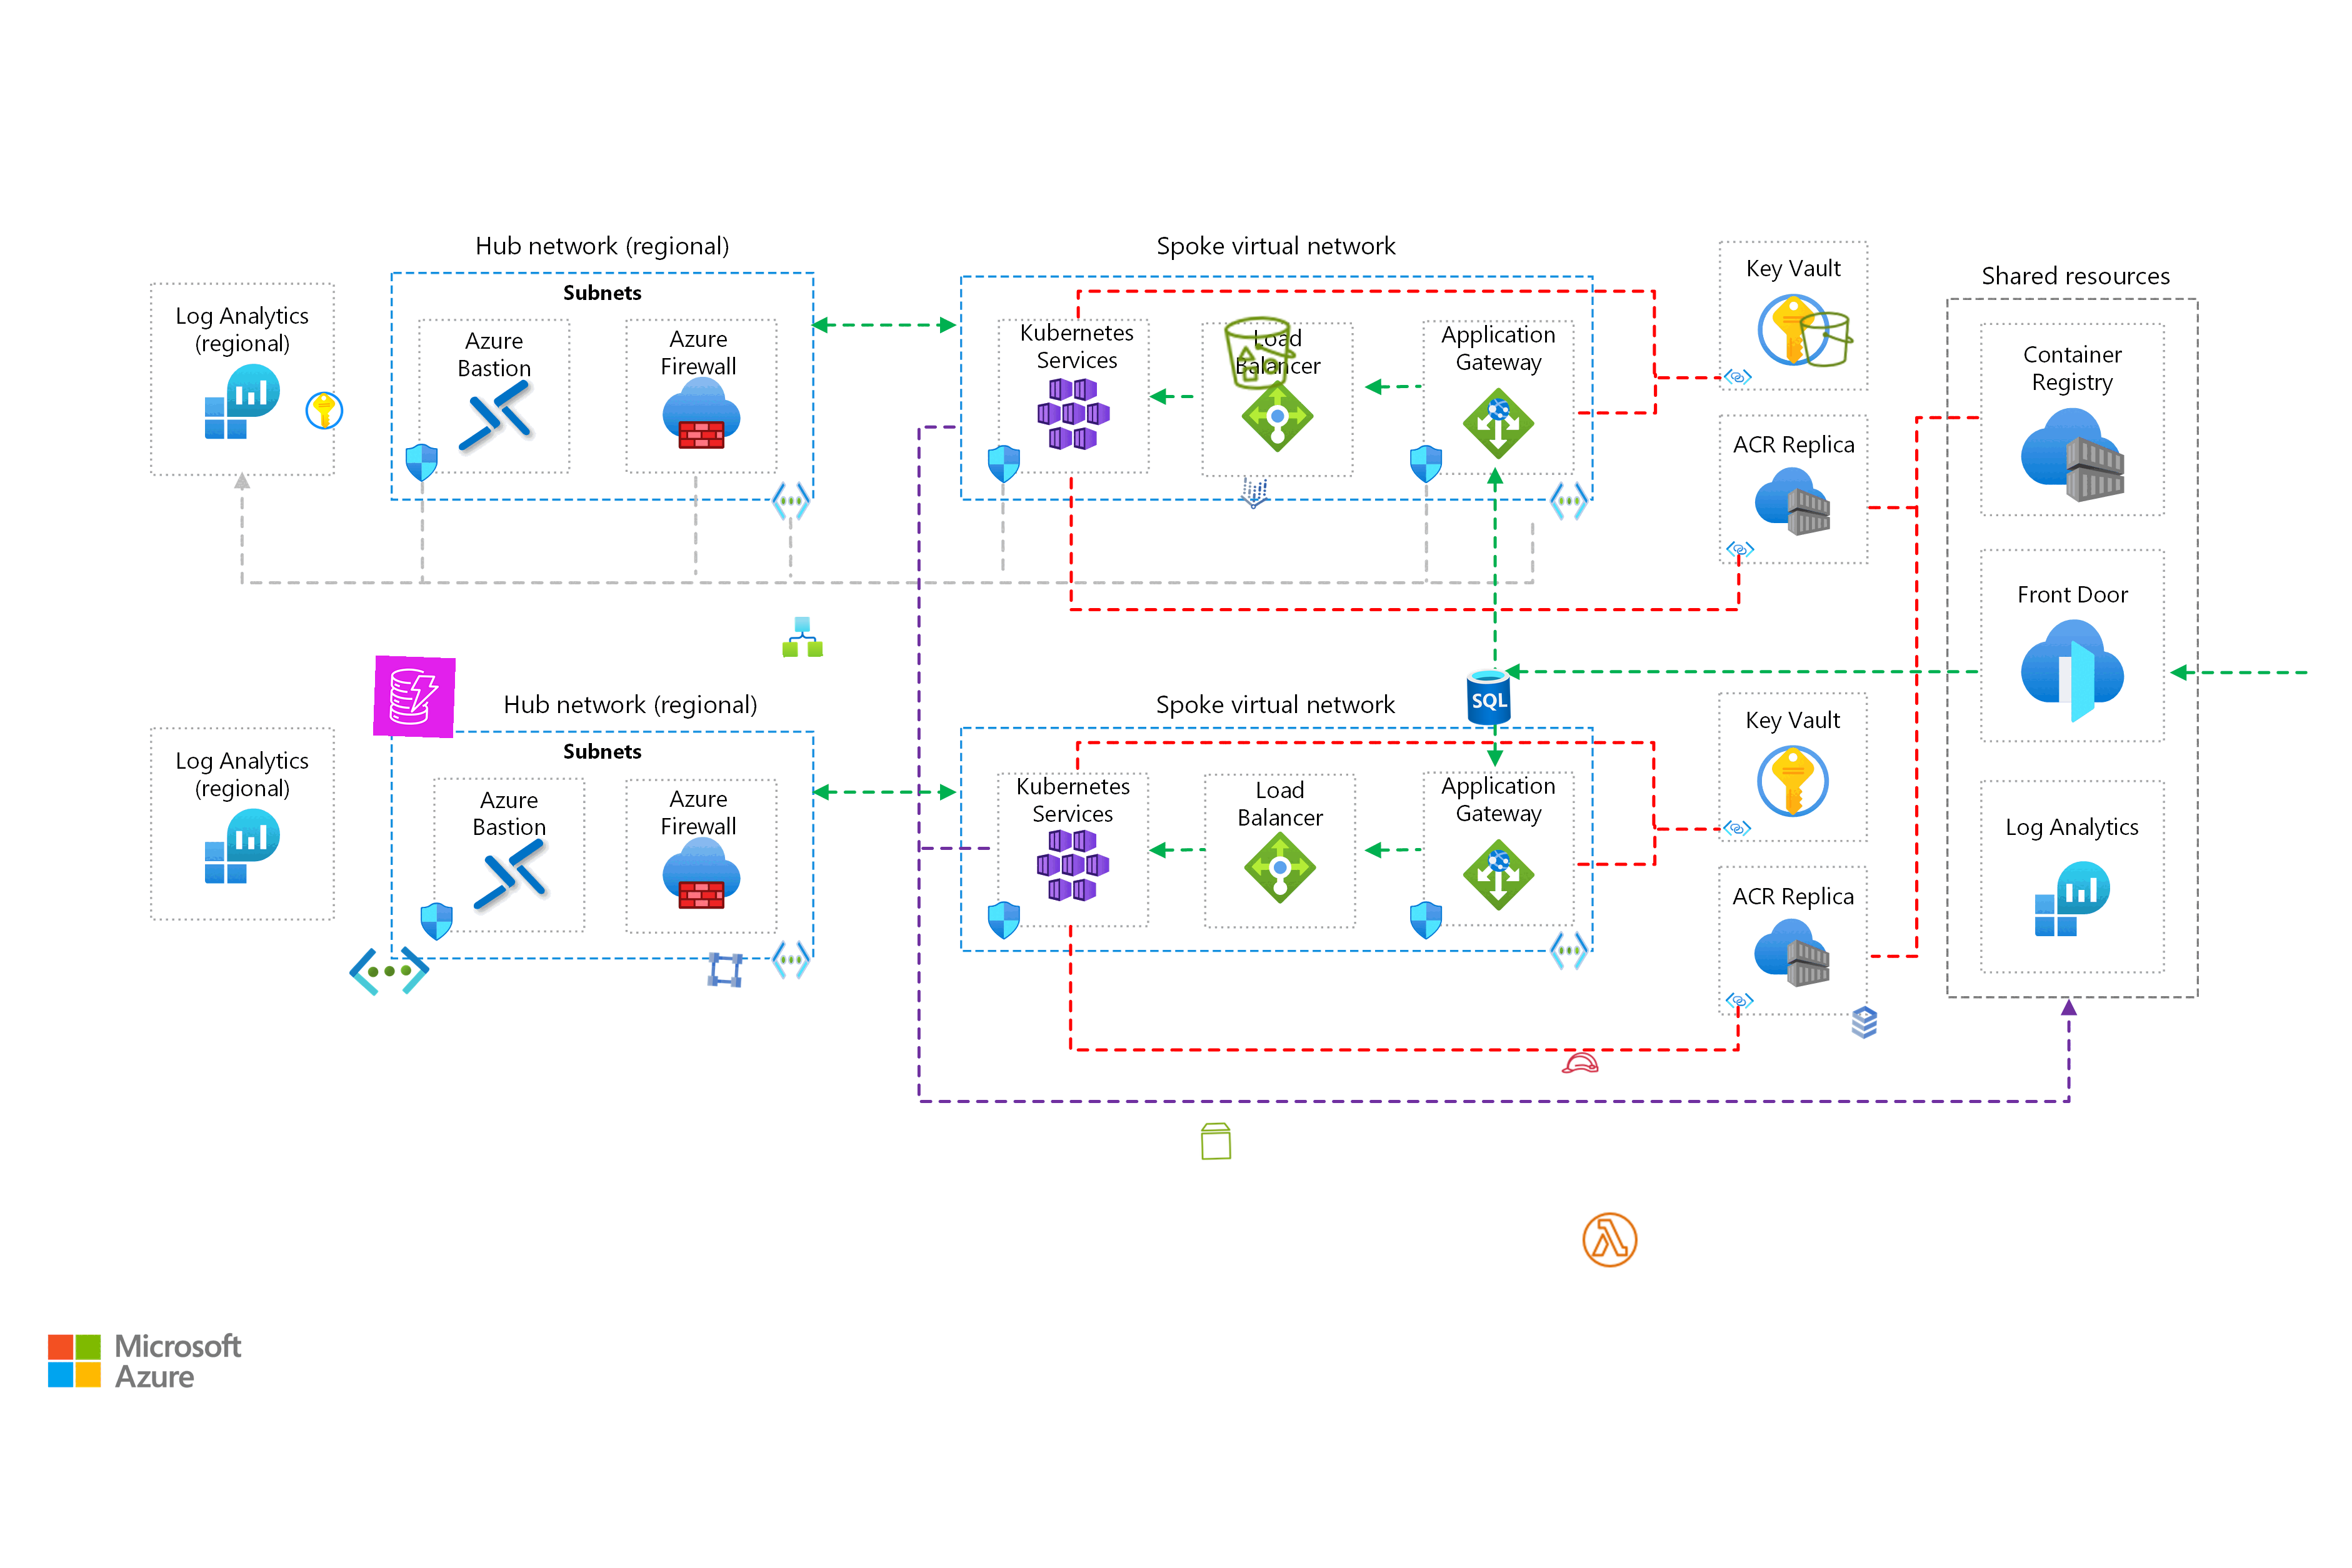 Hub network (regional)
Spoke virtual network
Key Vault
Shared resources
Subnets
Log Analytics
(regional)
Azure
Bastion
Azure
Firewall
Kubernetes
Services
Load
Balancer
Application
Gateway
Container
Registry
ACR Replica
Front Door
Hub network (regional)
Spoke virtual network
SQL
Key Vault
Subnets
Log Analytics
(regional)
Azure
Bastion
Azure
Firewall
Kubernetes
Services
Load
Balancer
Application
Gateway
Log Analytics
ACR Replica
Microsoft
Azure